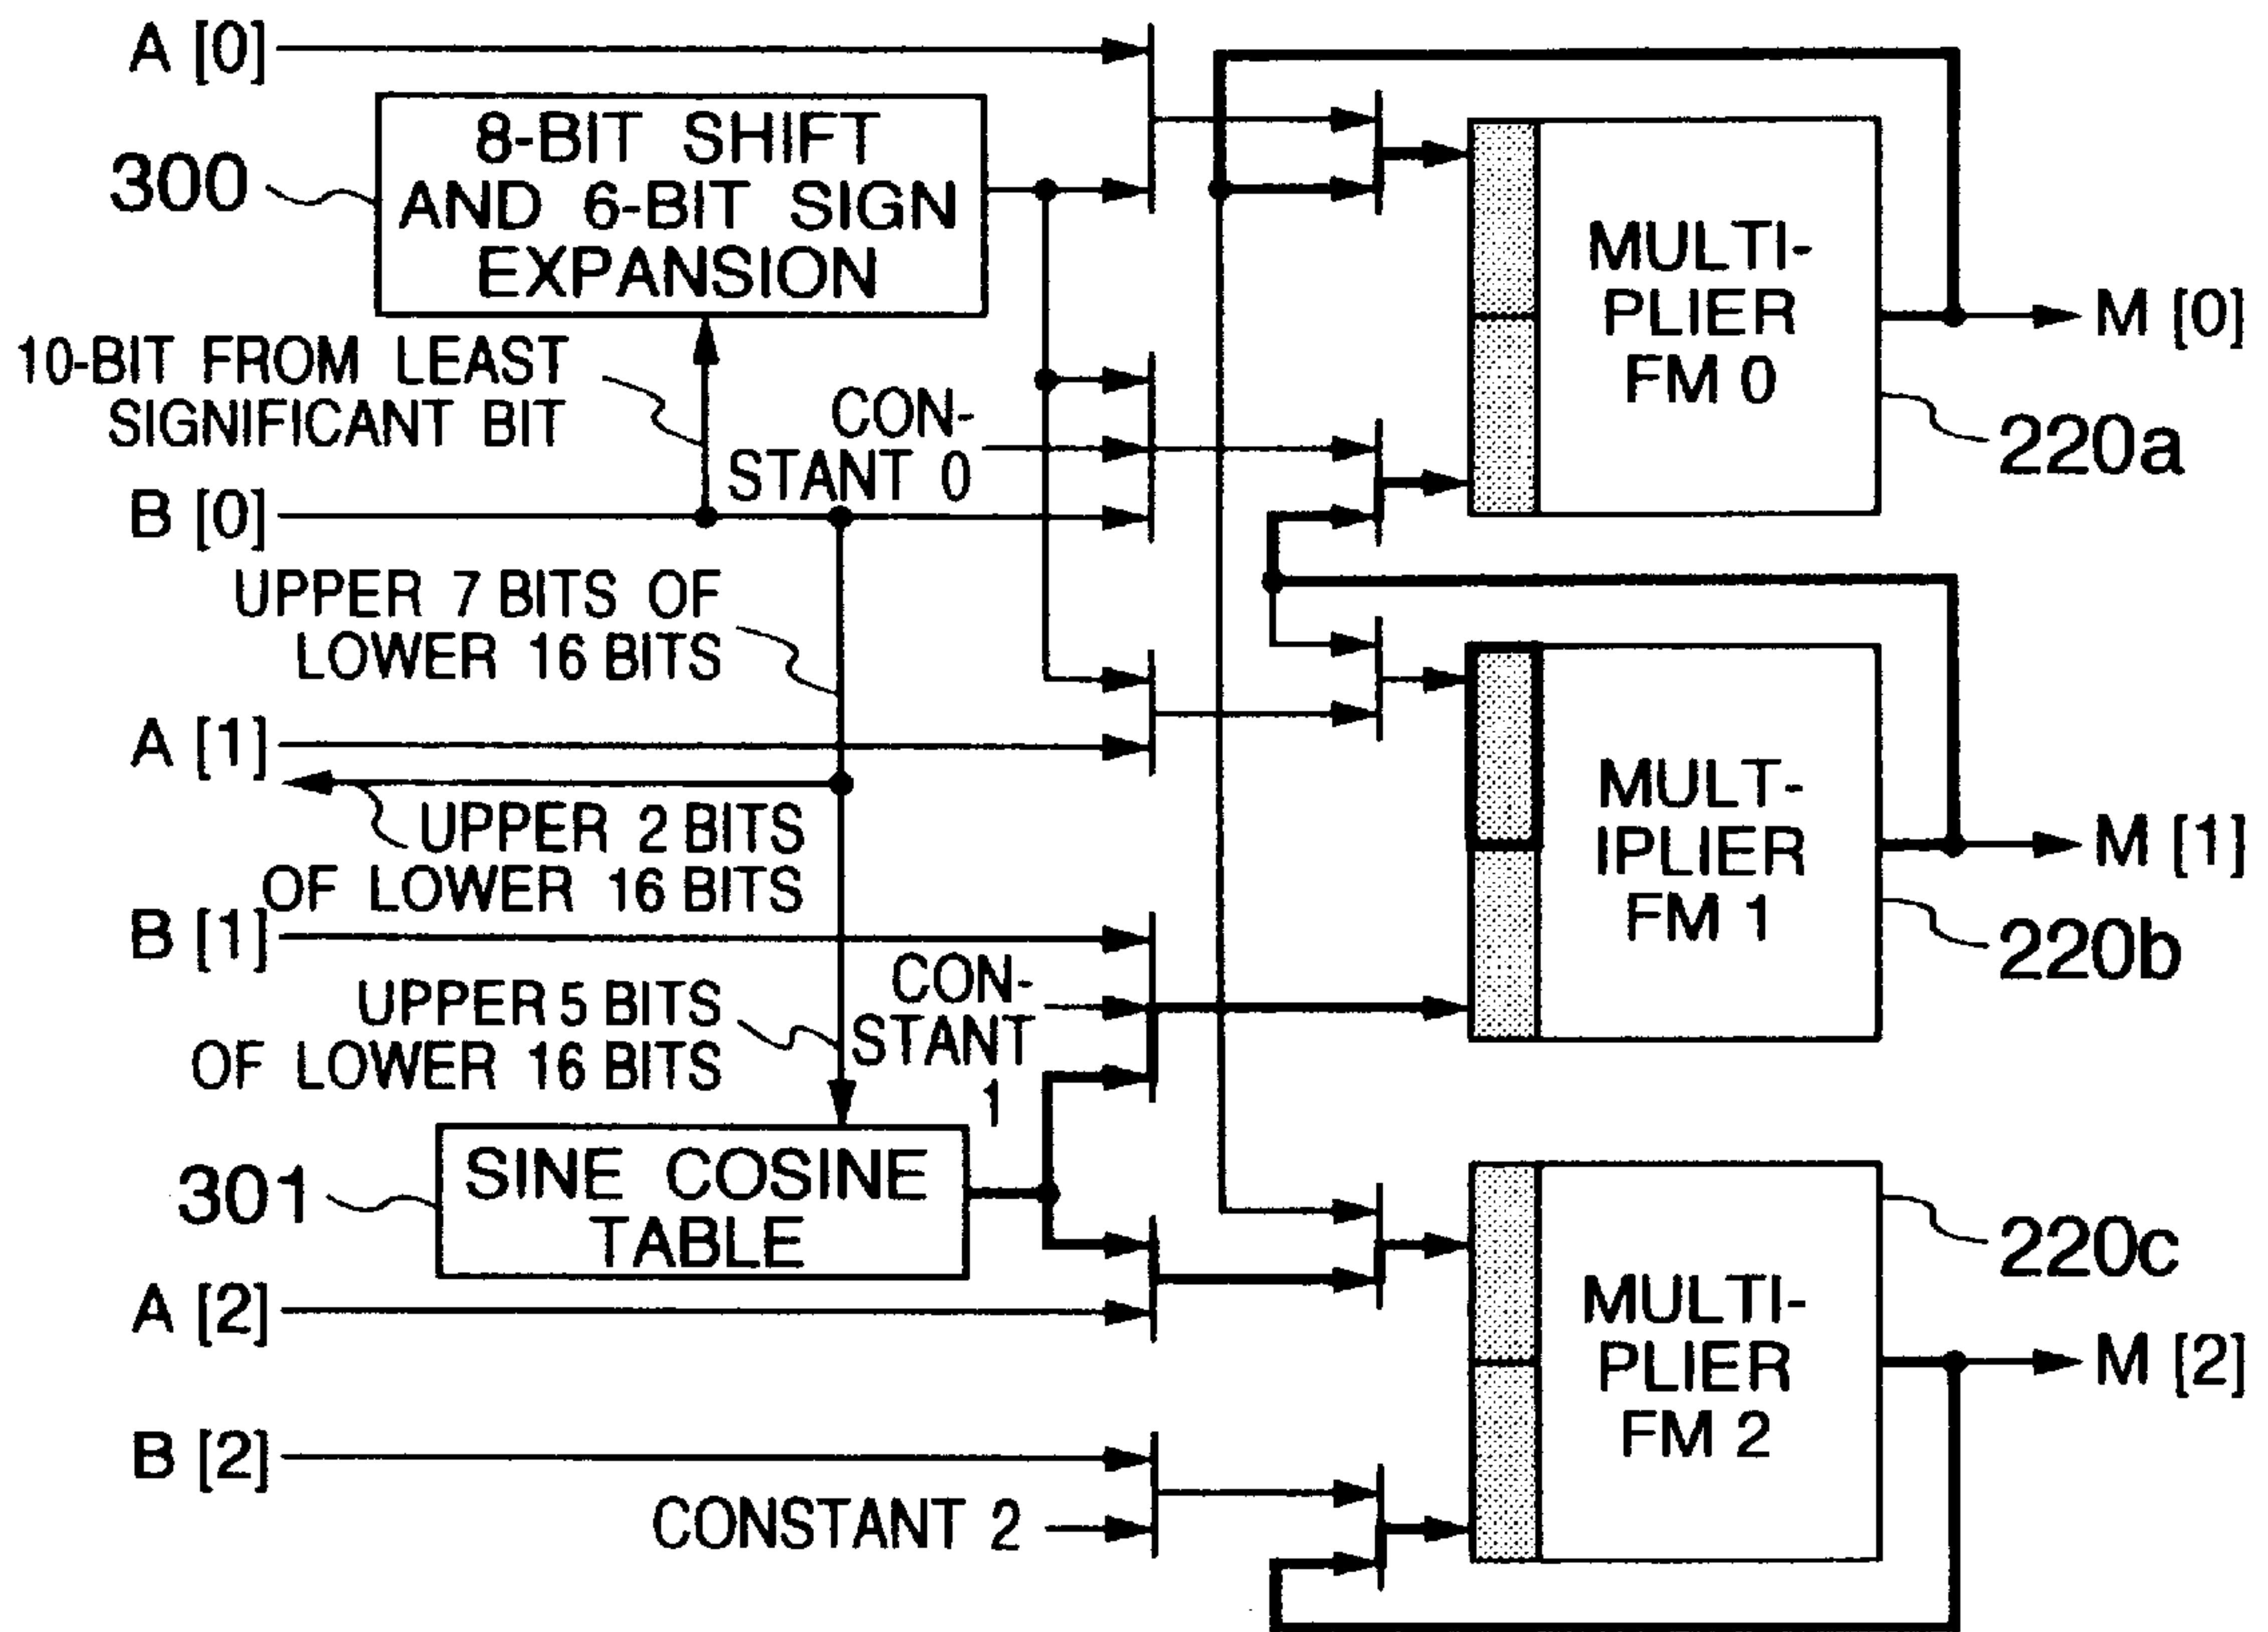 A [0]
8-BIT SHIFT
AND 6-BIT SIGN
EXPANSION
300
10-BIT FROM LEAST
SIGNIFICANT BIT
CON-
STANT 0
B [0]
UPPER 7 BITS OF
LOWER 16 BITS
A [1]
UPPER 2 BITS
OF LOWER 16 BITS
B [1]
CON-
STANT
1
UPPER 5 BITS
OF LOWER 16 BITS
SINE COSINE
TABLE
301
A [2]
B [2]
CONSTANT 2
MULTI-
PLIER
FM 0
M [0]
220a
MULT-
IPLIER
FM 1
M [1]
220b
220c
MULTI-
PLIER
FM 2
M [2]